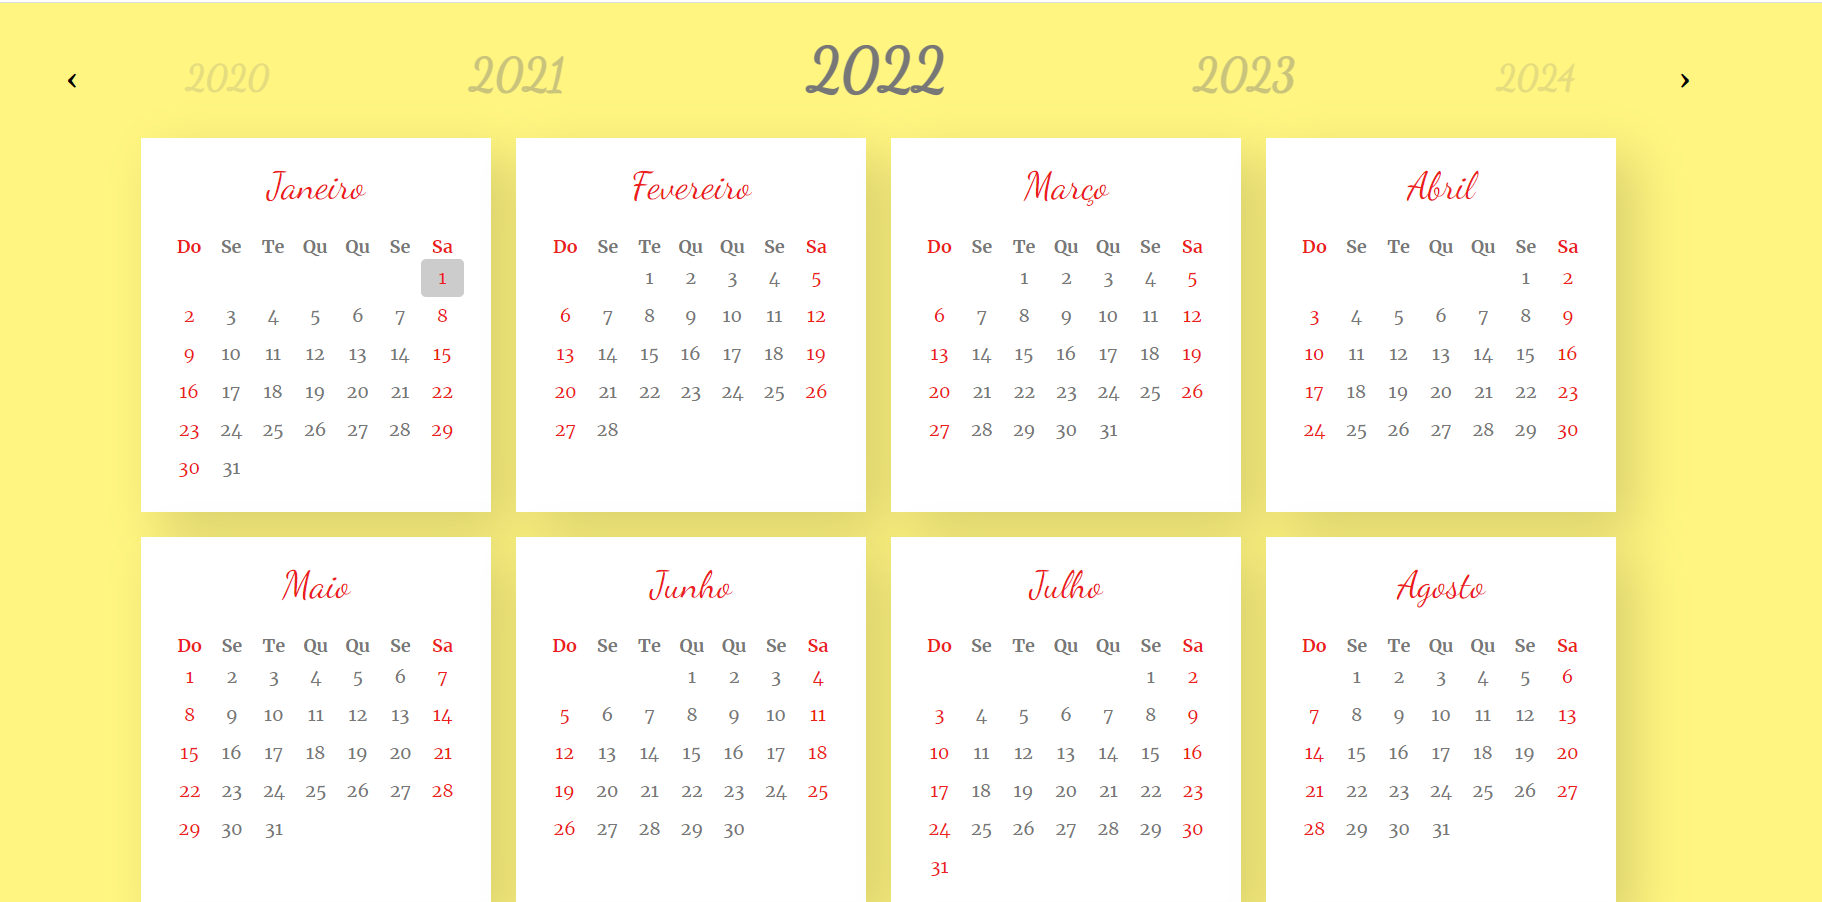 ‹ 2020 2021 2022 2023 2024 ›
Janeiro
Do Se Te Qu Qu Se Sa
1
2 3 4 5 6 7 8
9 10 11 12 13 14 15
16 17 18 19 20 21 22
23 24 25 26 27 28 29
30 31
Fevereiro
Do Se Te Qu Qu Se Sa
1 2 3 4 5
6 7 8 9 10 11 12
13 14 15 16 17 18 19
20 21 22 23 24 25 26
27 28
Março
Do Se Te Qu Qu Se Sa
1 2 3 4 5
6 7 8 9 10 11 12
13 14 15 16 17 18 19
20 21 22 23 24 25 26
27 28 29 30 31
Abril
Do Se Te Qu Qu Se Sa
1 2
3 4 5 6 7 8 9
10 11 12 13 14 15 16
17 18 19 20 21 22 23
24 25 26 27 28 29 30
Maio
Do Se Te Qu Qu Se Sa
1 2 3 4 5 6 7
8 9 10 11 12 13 14
15 16 17 18 19 20 21
22 23 24 25 26 27 28
29 30 31
Junho
Do Se Te Qu Qu Se Sa
1 2 3 4
5 6 7 8 9 10 11
12 13 14 15 16 17 18
19 20 21 22 23 24 25
26 27 28 29 30
Julho
Do Se Te Qu Qu Se Sa
1 2
3 4 5 6 7 8 9
10 11 12 13 14 15 16
17 18 19 20 21 22 23
24 25 26 27 28 29 30
31
Agosto
Do Se Te Qu Qu Se Sa
1 2 3 4 5 6
7 8 9 10 11 12 13
14 15 16 17 18 19 20
21 22 23 24 25 26 27
28 29 30 31